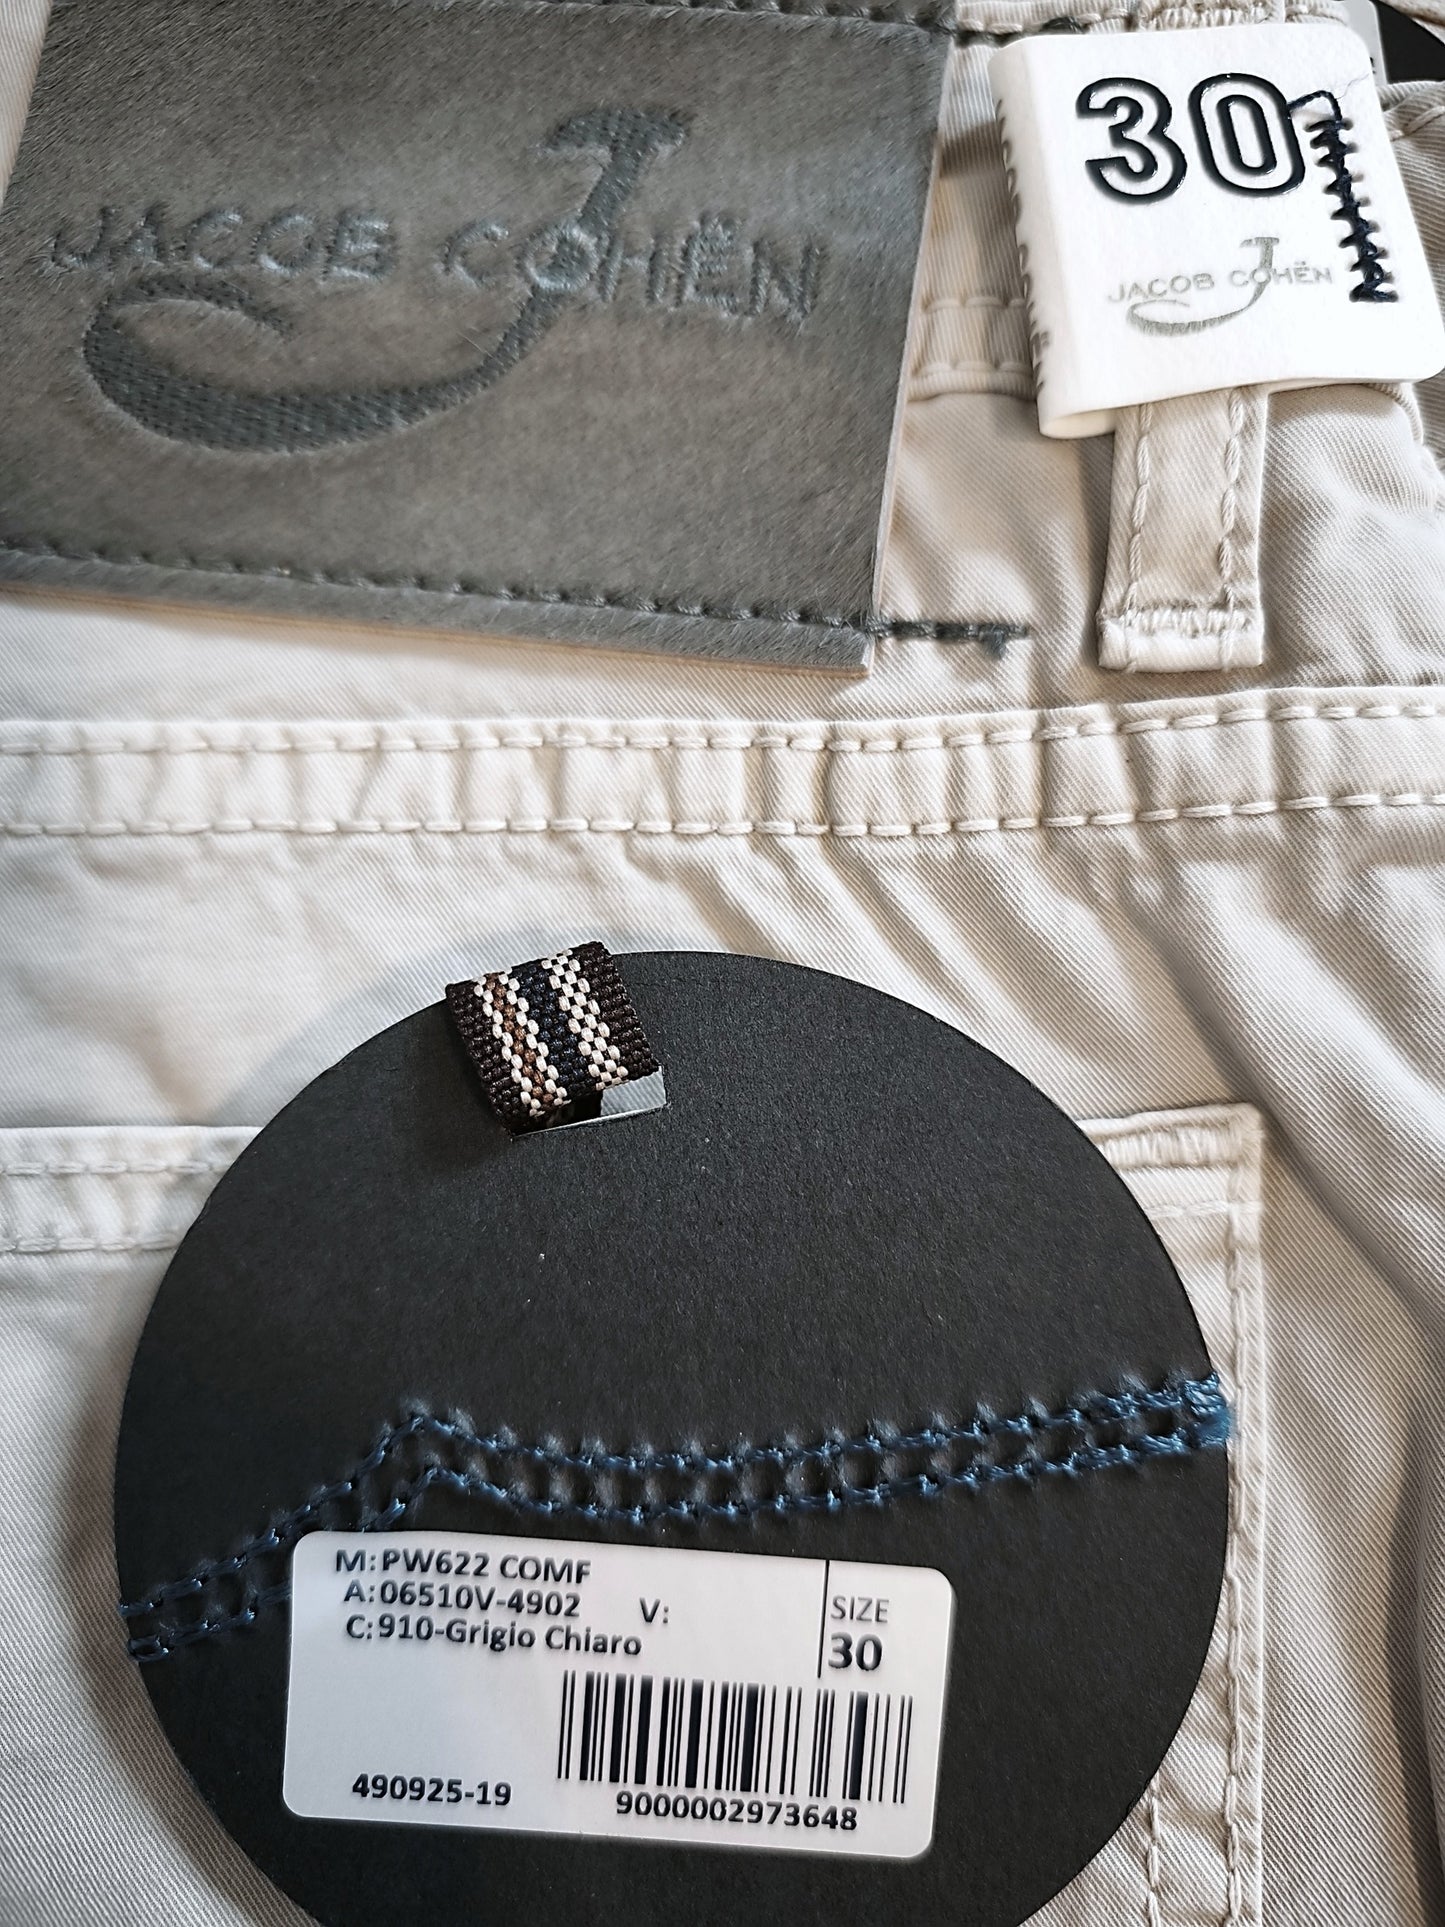 JACOB COHËN
30
JACOB COHËN
M: PW622 COMF
A: 06510V-4902 V:
C: 910-Grigio Chiaro
SIZE
30
490925-19
9000002973648